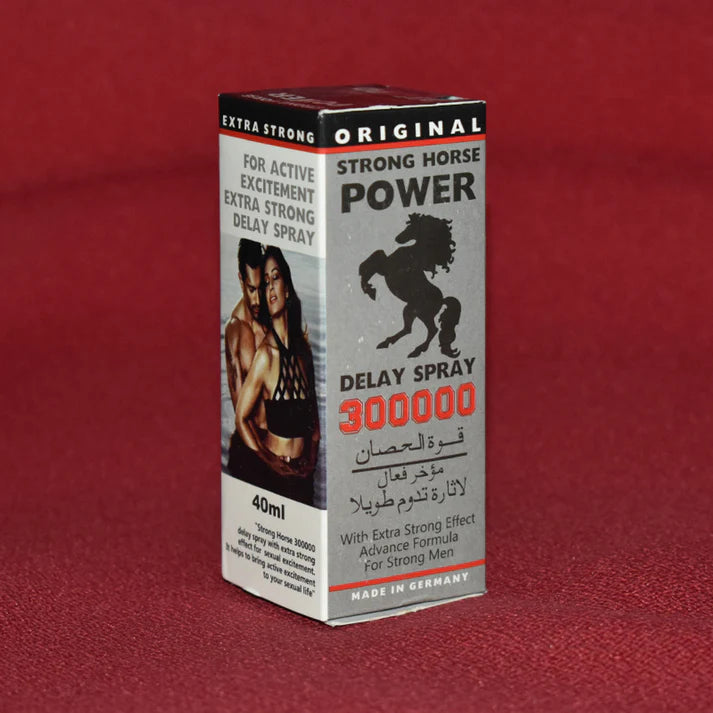 EXTRA STRONG
FOR ACTIVE
EXCITEMENT
EXTRA STRONG
DELAY SPRAY
40ml
"Strong Horse 300000
delay spray with extra strong
effect for sexual excitement.
It helps to bring active excitement
to your sexual life"
ORIGINAL
STRONG HORSE
POWER
DELAY SPRAY
300000
قوة الحصان
مؤخر فعال
لاثارة تدوم طويلا
With Extra Strong Effect
Advance Formula
For Strong Men
MADE IN GERMANY